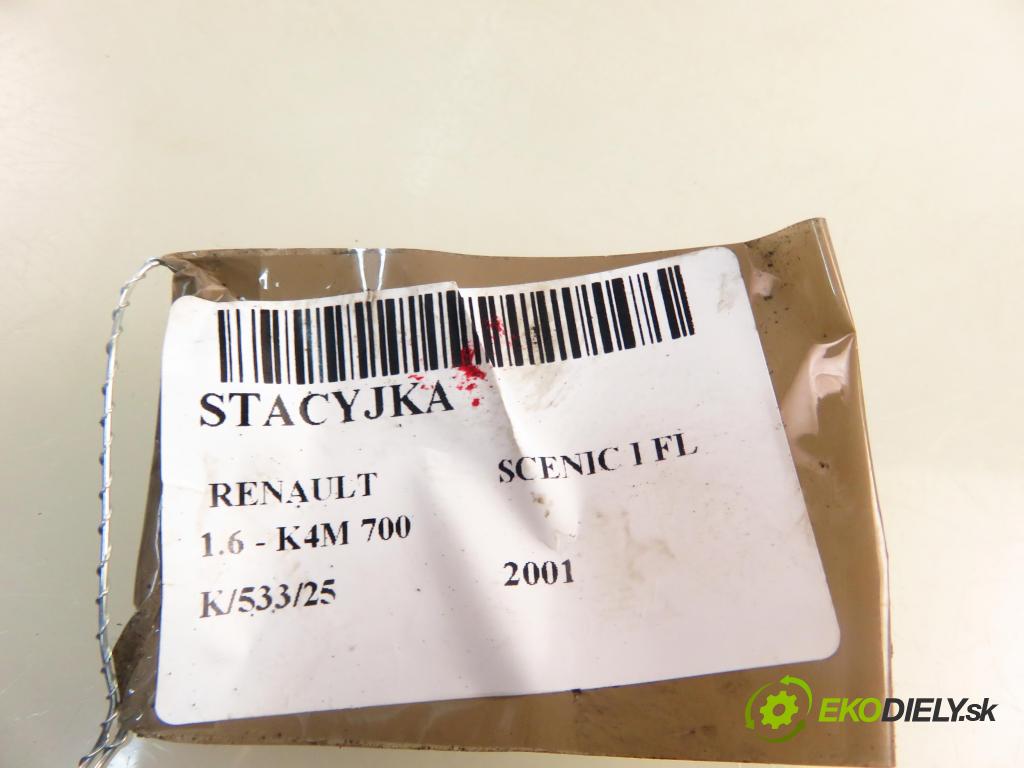 STACYJKA
RENAULT SCENIC I FL
1.6 - K4M 700
K/533/25 2001
EKODIELY.sk